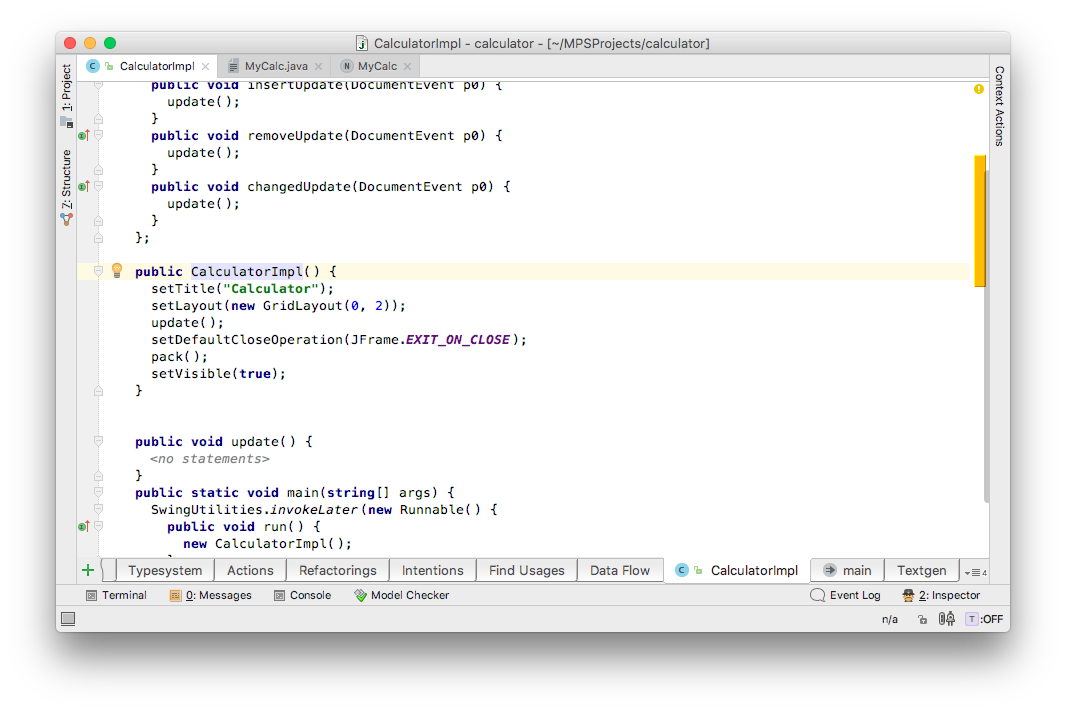 CalculatorImpl - calculator - [~/MPSProjects/calculator]
C CalculatorImpl MyCalc.java N MyCalc
1: Project
Z: Structure
Context Actions
public void insertUpdate(DocumentEvent p0) {
update();
}
public void removeUpdate(DocumentEvent p0) {
update();
}
public void changedUpdate(DocumentEvent p0) {
update();
}
};
public CalculatorImpl() {
setTitle("Calculator");
setLayout(new GridLayout(0, 2));
update();
setDefaultCloseOperation(JFrame.EXIT_ON_CLOSE);
pack();
setVisible(true);
}
public void update() {
<no statements>
}
public static void main(string[] args) {
SwingUtilities.invokeLater(new Runnable() {
public void run() {
new CalculatorImpl();
Typesystem Actions Refactorings Intentions Find Usages Data Flow C CalculatorImpl main Textgen 4
Terminal 0: Messages Console Model Checker Event Log 2: Inspector
n/a T :OFF